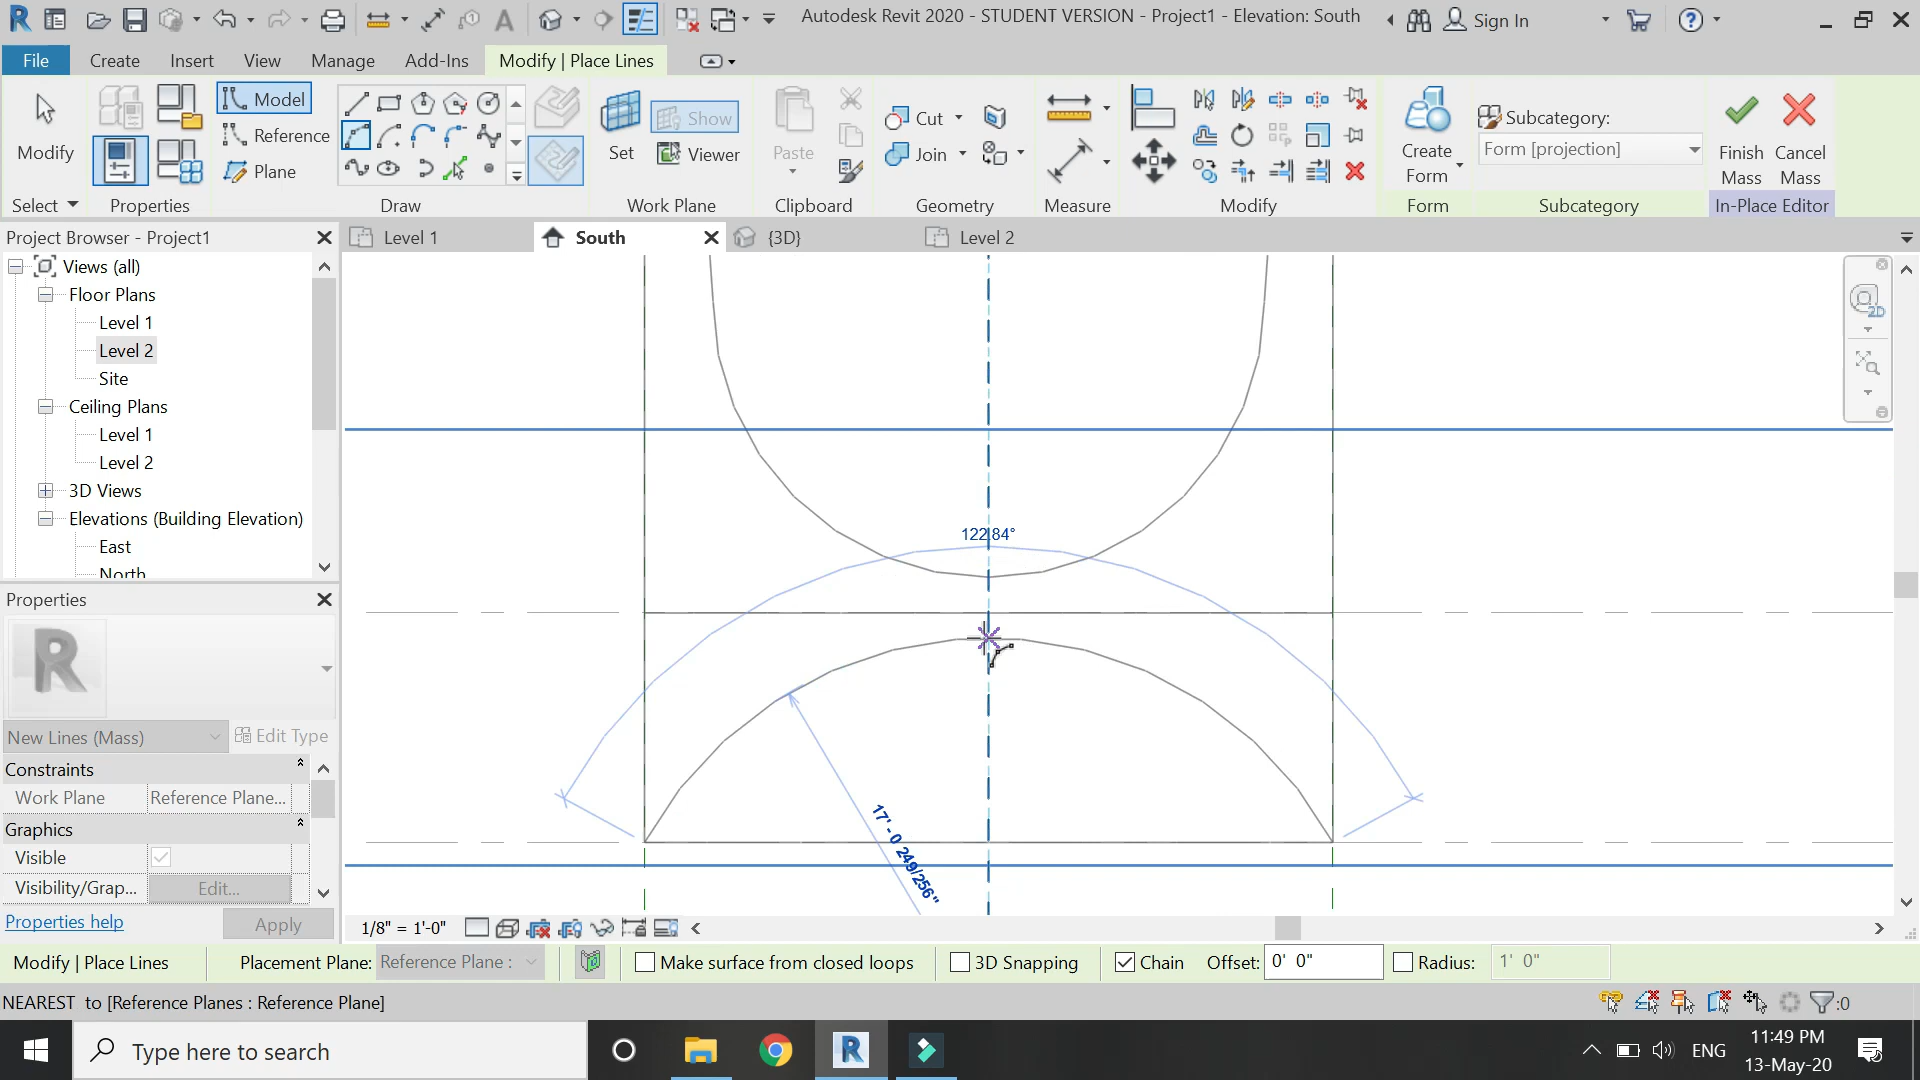 Autodesk Revit 2020 - STUDENT VERSION - Project1 - Elevation: South
Sign In
File Create Insert View Manage Add-Ins Modify | Place Lines
Modify
Model
Reference
Plane
Set
Show
Viewer
Paste
Cut
Join
Create Form
Subcategory:
Form [projection]
Finish Mass
Cancel Mass
Select Properties Draw Work Plane Clipboard Geometry Measure Modify Form Subcategory In-Place Editor
Project Browser - Project1
Level 1 South {3D} Level 2
Views (all)
Floor Plans
Level 1
Level 2
Site
Ceiling Plans
Level 1
Level 2
3D Views
Elevations (Building Elevation)
East
North
122.84°
17' - 0 249/256"
Properties
New Lines (Mass)
Edit Type
Constraints
Work Plane Reference Plane...
Graphics
Visible
Visibility/Grap... Edit...
Properties help Apply
1/8" = 1'-0"
Modify | Place Lines Placement Plane: Reference Plane : Make surface from closed loops 3D Snapping Chain Offset: 0' 0" Radius: 1' 0"
NEAREST to [Reference Planes : Reference Plane]
:0
Type here to search
ENG
11:49 PM
13-May-20